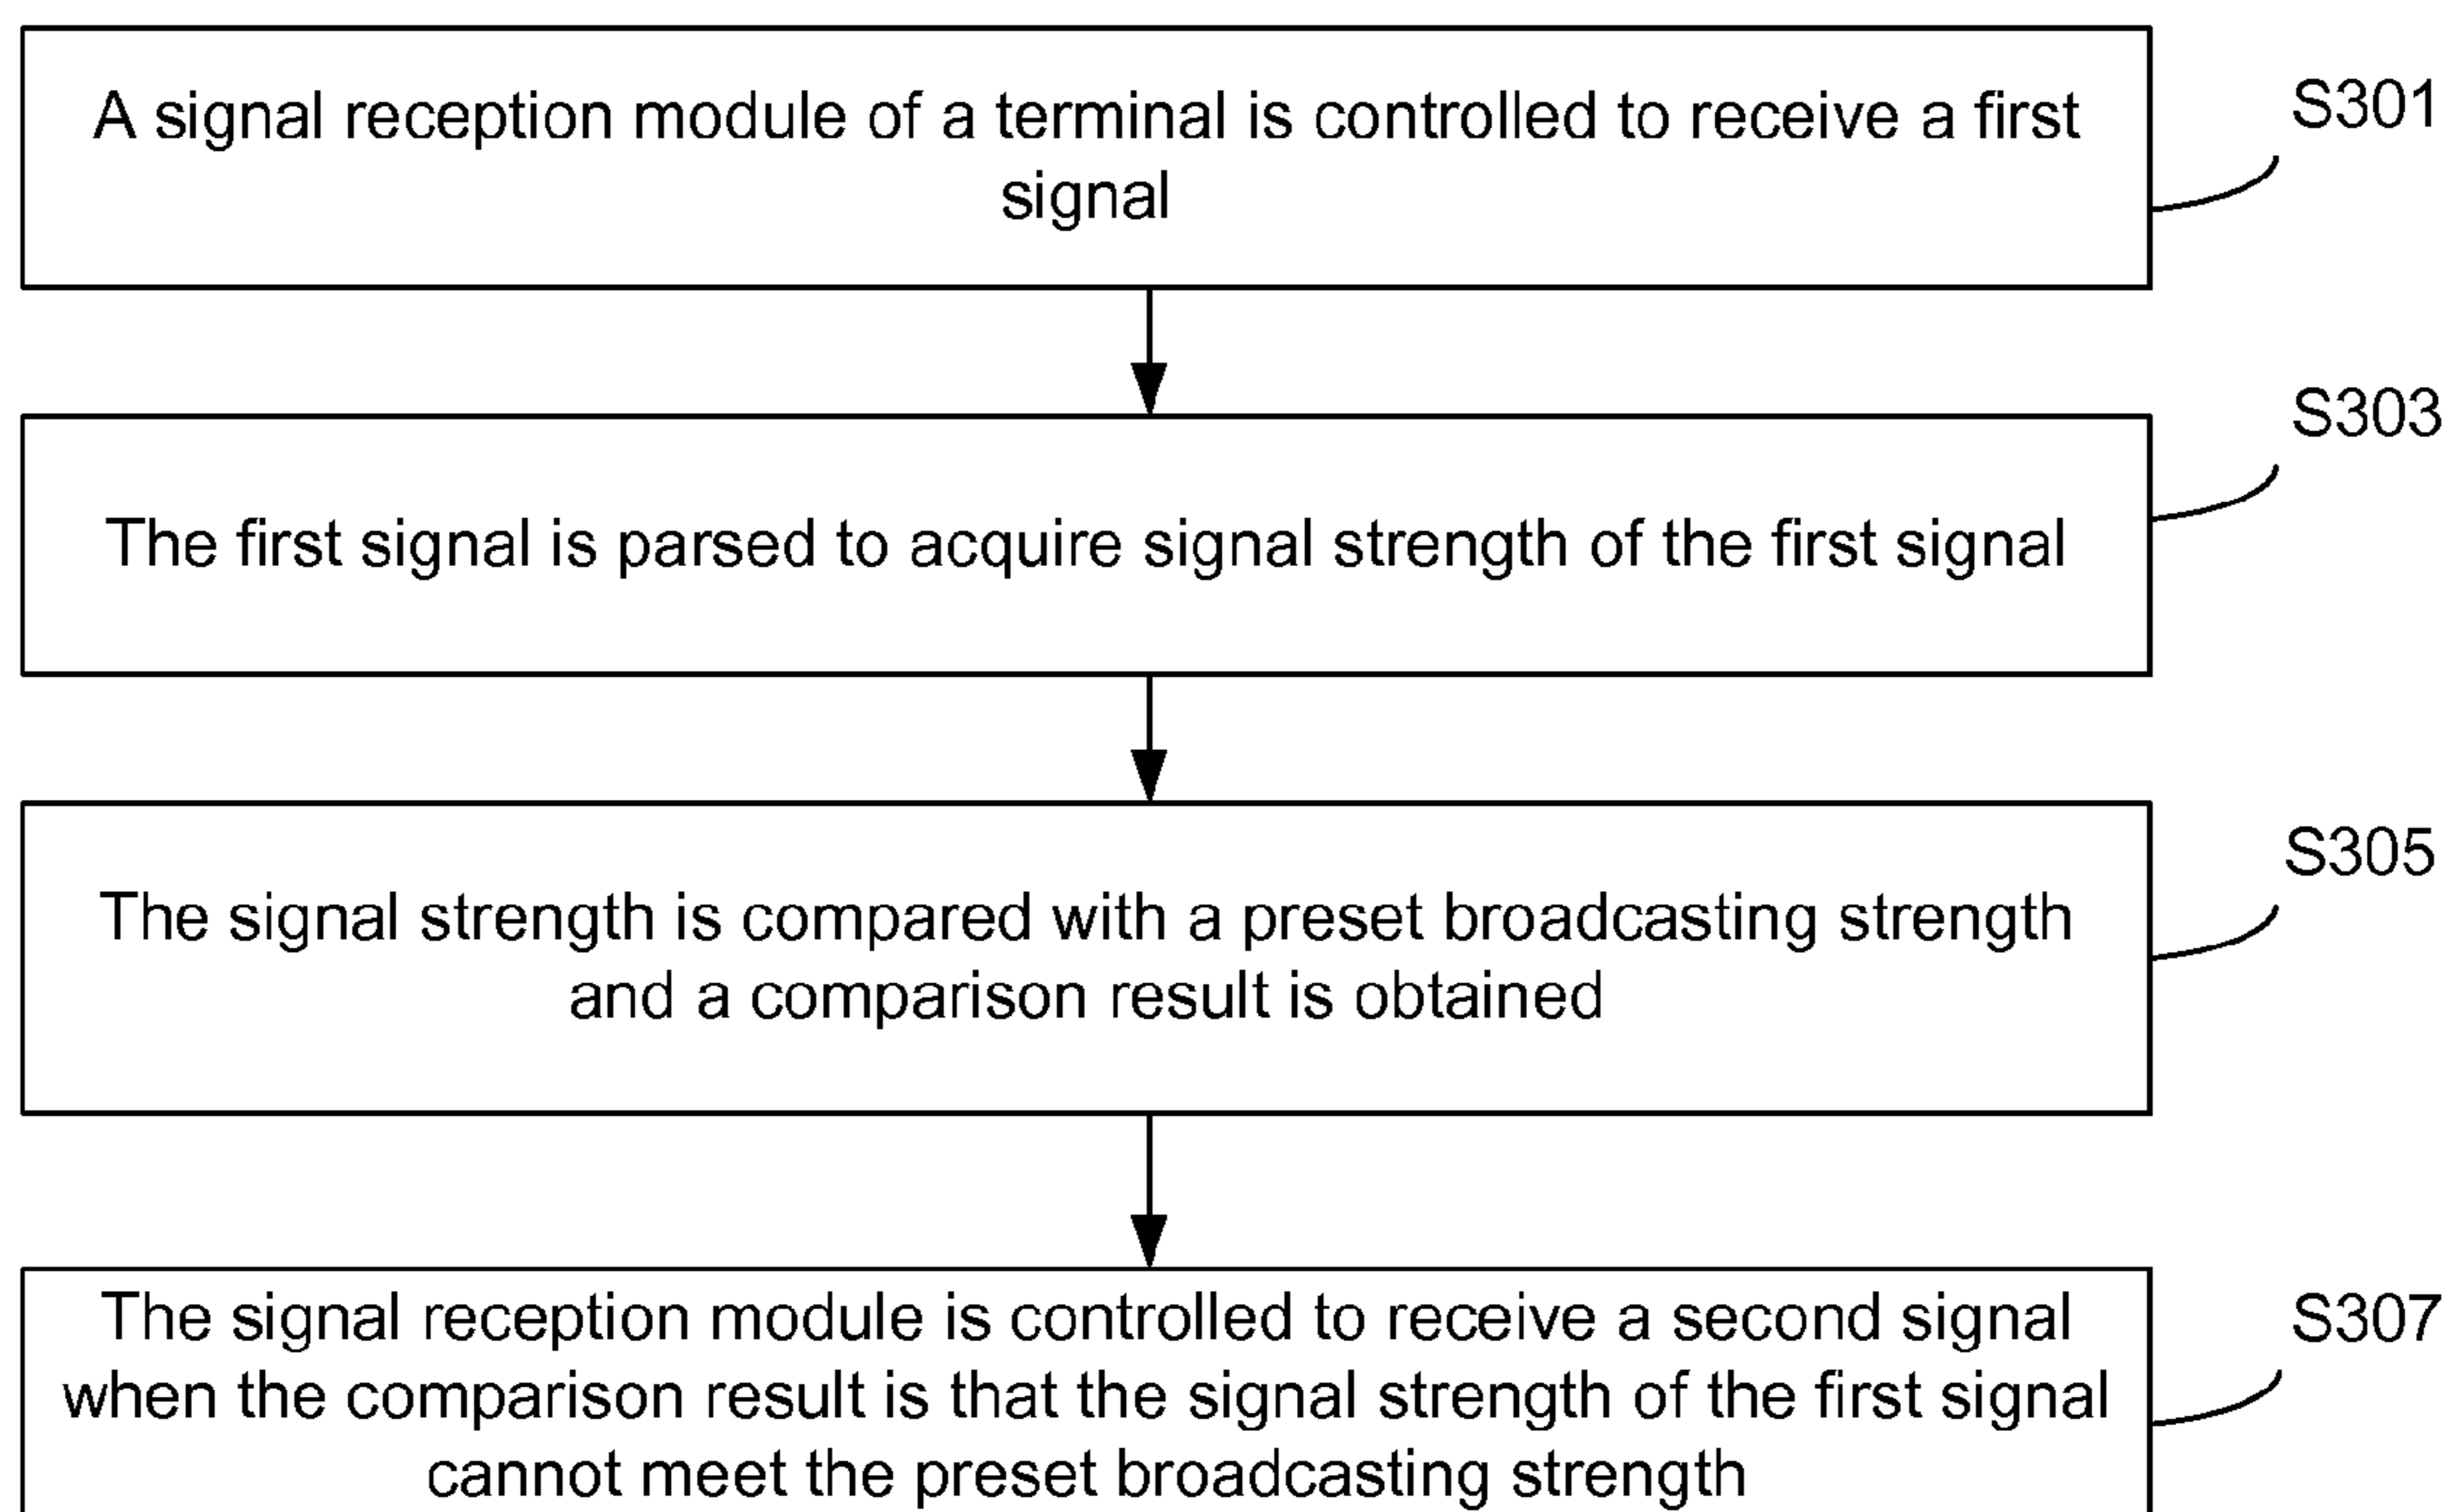 A signal reception module of a terminal is controlled to receive a first
signal
S301
The first signal is parsed to acquire signal strength of the first signal
S303
The signal strength is compared with a preset broadcasting strength
and a comparison result is obtained
S305
The signal reception module is controlled to receive a second signal
when the comparison result is that the signal strength of the first signal
cannot meet the preset broadcasting strength
S307